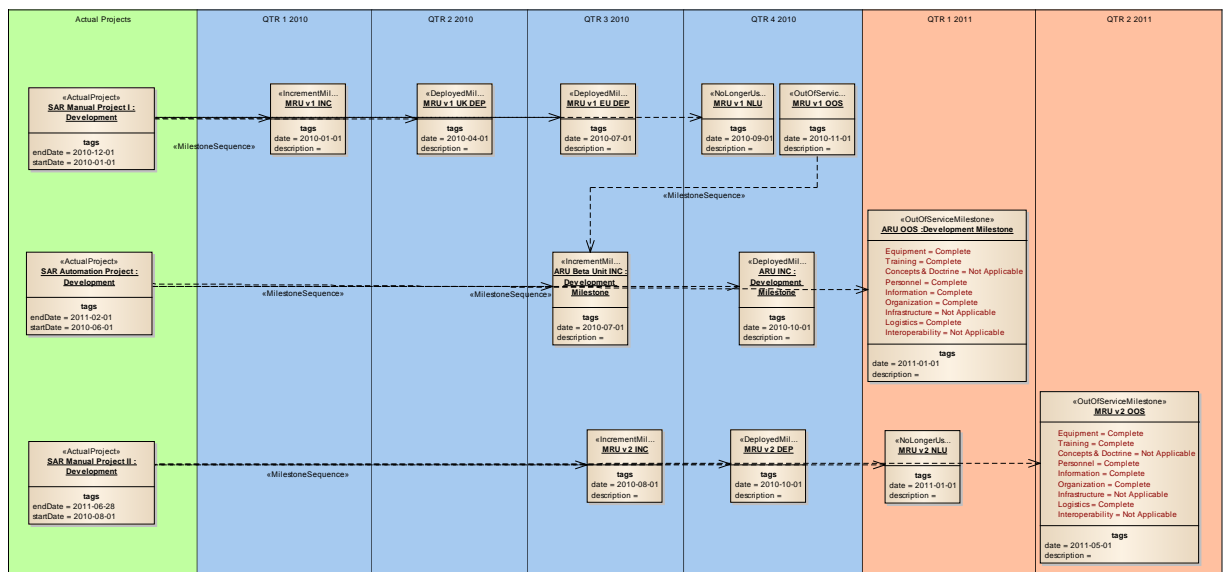 Actual Projects
QTR 1 2010
QTR 2 2010
QTR 3 2010
QTR 4 2010
QTR 1 2011
QTR 2 2011
«ActualProject»
SAR Manual Project I :
Development
tags
endDate = 2010-12-01
startDate = 2010-01-01
«MilestoneSequence»
«IncrementMil...
MRU v1 INC
tags
date = 2010-01-01
description =
«DeployedMil...
MRU v1 UK DEP
tags
date = 2010-04-01
description =
«DeployedMil...
MRU v1 EU DEP
tags
date = 2010-07-01
description =
«NoLongerUs...
MRU v1 NLU
tags
date = 2010-09-01
description =
«OutOfServic...
MRU v1 OOS
tags
date = 2010-11-01
description =
«MilestoneSequence»
«ActualProject»
SAR Automation Project :
Development
tags
endDate = 2011-02-01
startDate = 2010-06-01
«MilestoneSequence»
«MilestoneSequence»
«IncrementMil...
ARU Beta Unit INC :
Development
Milestone
tags
date = 2010-07-01
description =
«DeployedMil...
ARU INC :
Development
Milestone
tags
date = 2010-10-01
description =
«OutOfServiceMilestone»
ARU OOS :Development Milestone
Equipment = Complete
Training = Complete
Concepts & Doctrine = Not Applicable
Personnel = Complete
Information = Complete
Organization = Complete
Infrastructure = Not Applicable
Logistics = Complete
Interoperability = Not Applicable
tags
date = 2011-01-01
description =
«ActualProject»
SAR Manual Project II :
Development
tags
endDate = 2011-06-28
startDate = 2010-08-01
«MilestoneSequence»
«IncrementMil...
MRU v2 INC
tags
date = 2010-08-01
description =
«DeployedMil...
MRU v2 DEP
tags
date = 2010-10-01
description =
«NoLongerUs...
MRU v2 NLU
tags
date = 2011-01-01
description =
«OutOfServiceMilestone»
MRU v2 OOS
Equipment = Complete
Training = Complete
Concepts & Doctrine = Not Applicable
Personnel = Complete
Information = Complete
Organization = Complete
Infrastructure = Not Applicable
Logistics = Complete
Interoperability = Not Applicable
tags
date = 2011-05-01
description =